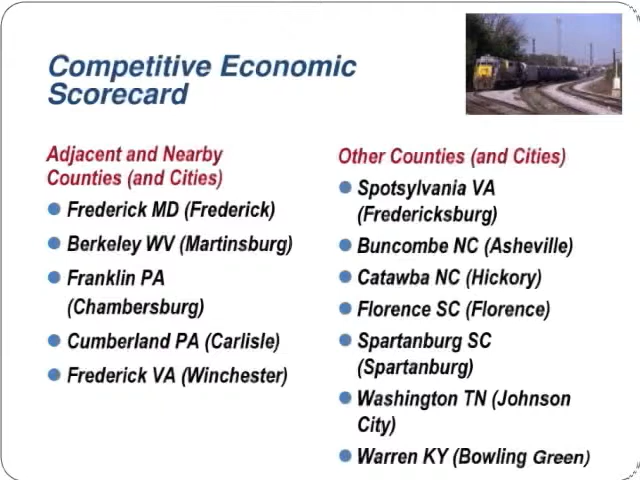 Competitive Economic
Scorecard
Adjacent and Nearby
Counties (and Cities)
Frederick MD (Frederick)
Berkeley WV (Martinsburg)
Franklin PA
(Chambersburg)
Cumberland PA (Carlisle)
Frederick VA (Winchester)
Other Counties (and Cities)
Spotsylvania VA
(Fredericksburg)
Buncombe NC (Asheville)
Catawba NC (Hickory)
Florence SC (Florence)
Spartanburg SC
(Spartanburg)
Washington TN (Johnson
City)
Warren KY (Bowling Green)